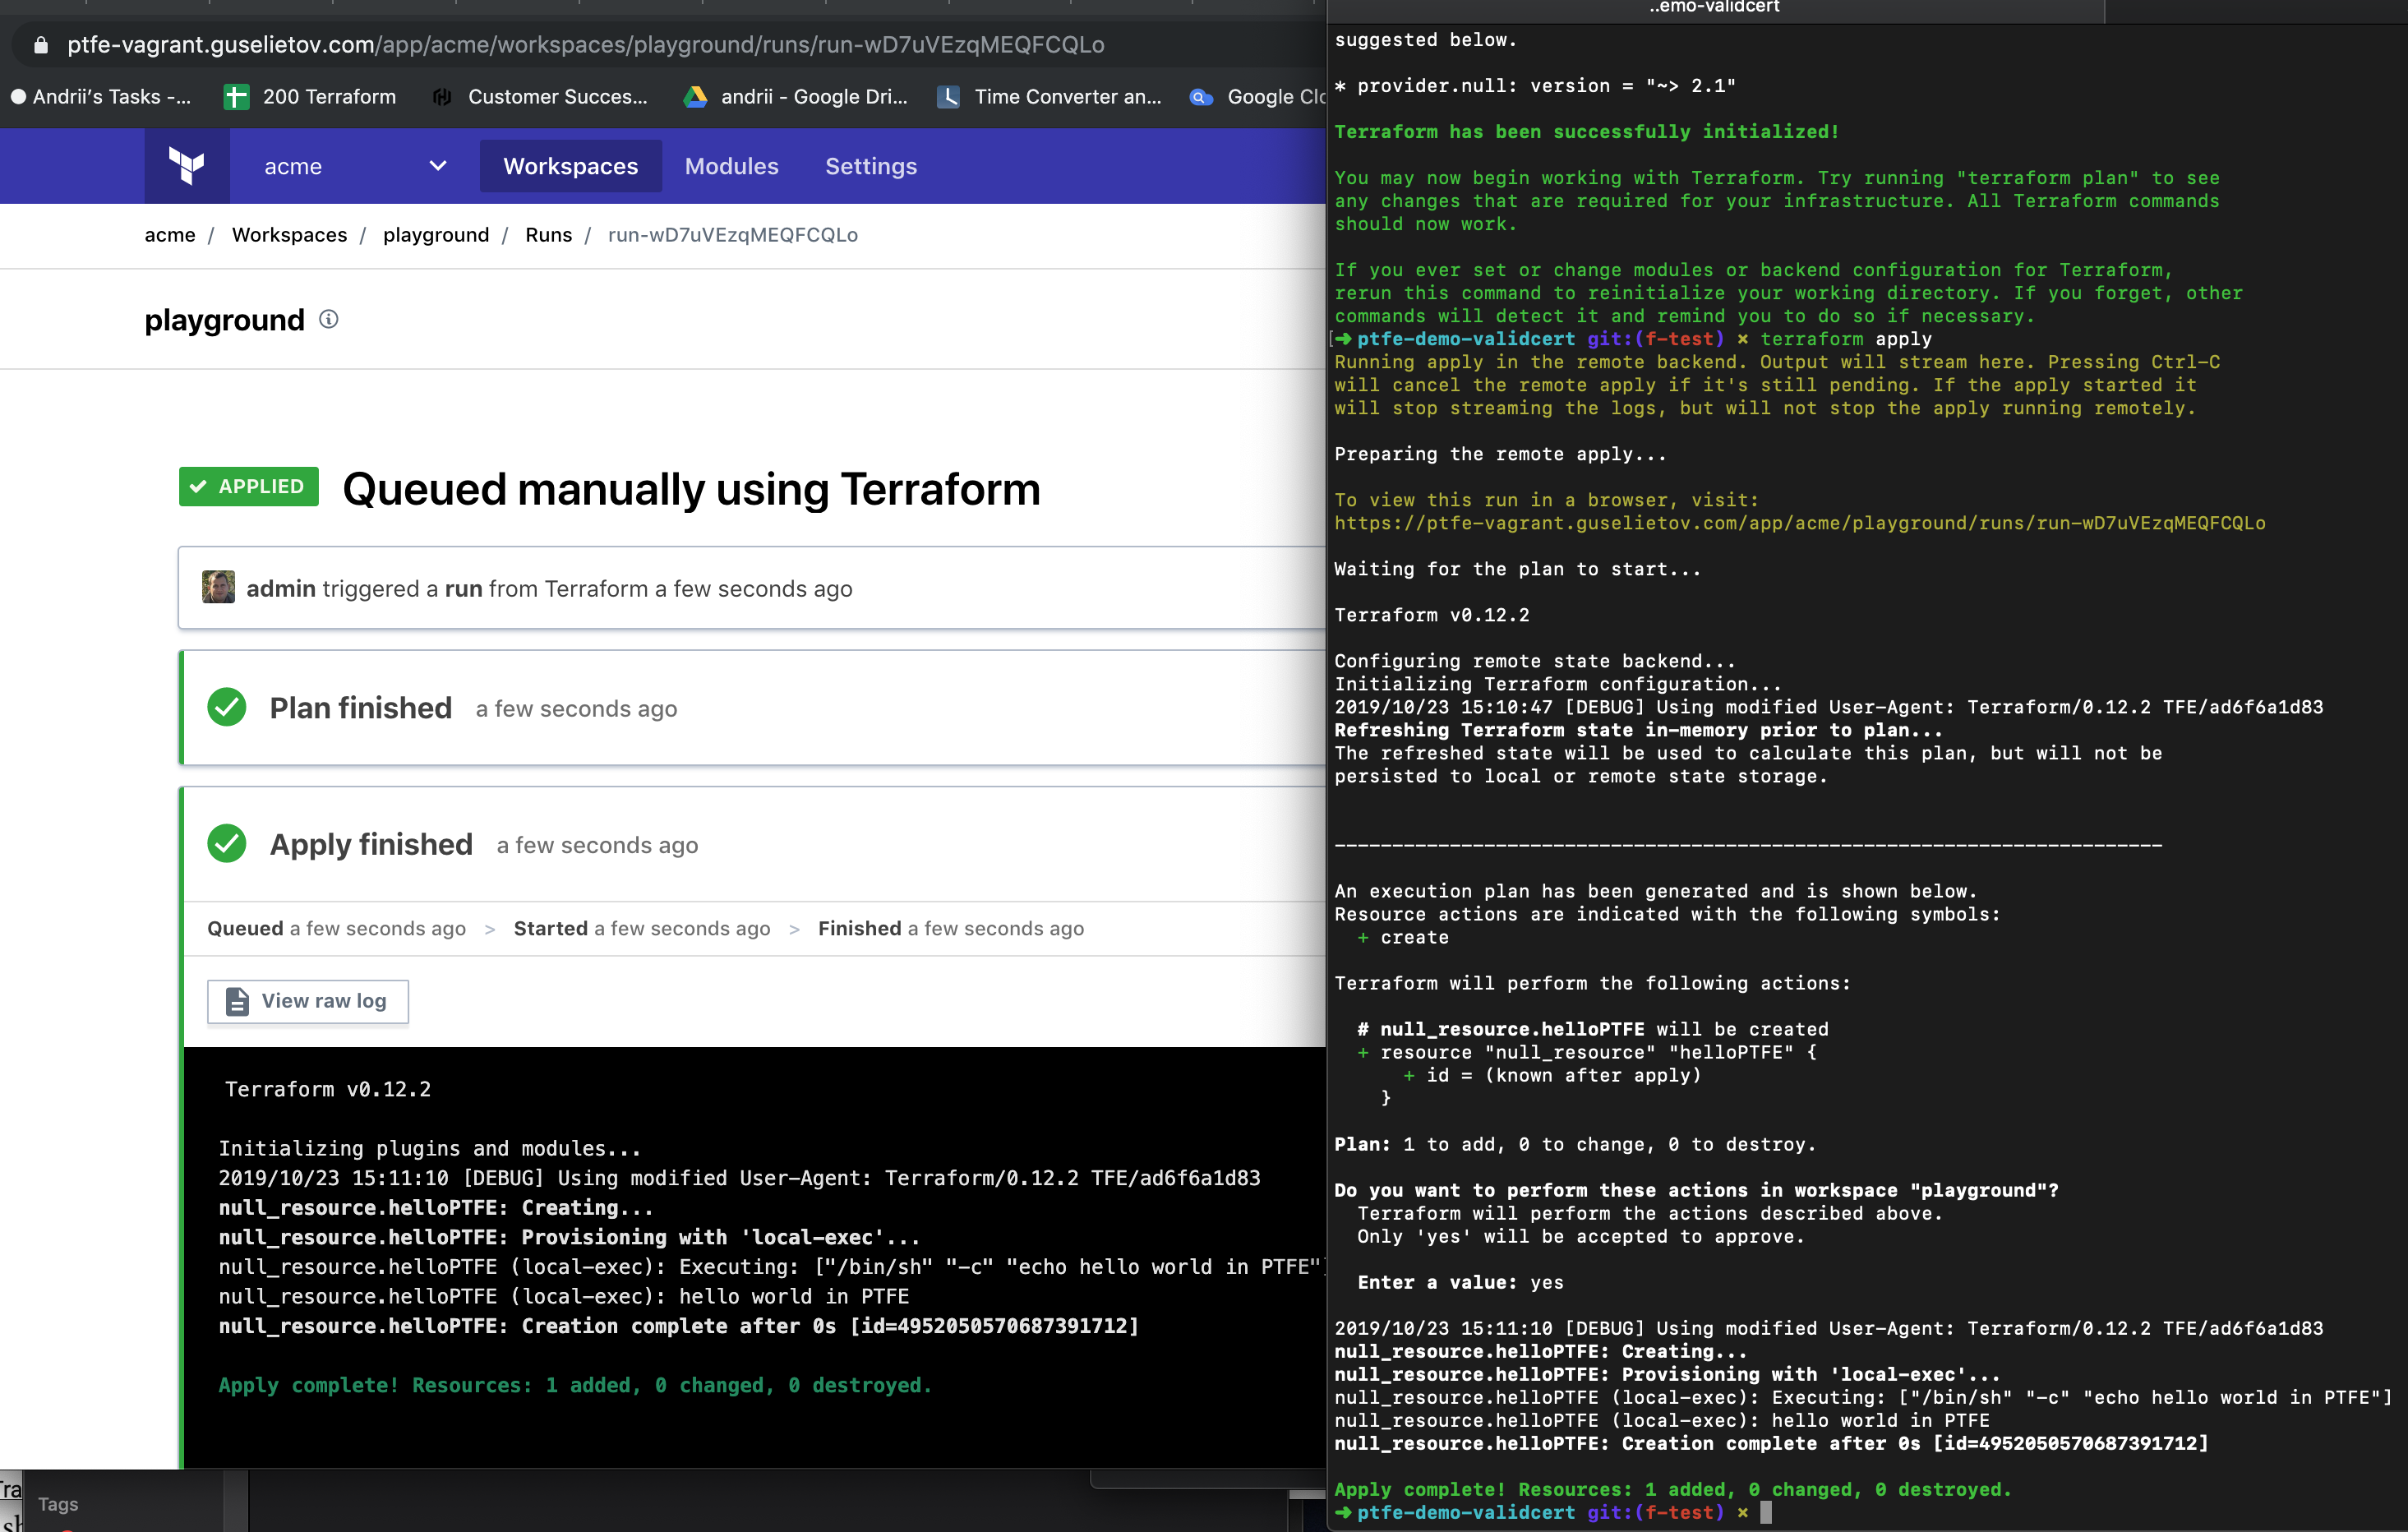 ptfe-vagrant.guselietov.com/app/acme/workspaces/playground/runs/run-wD7uVEzqMEQFCQLo
Andrii's Tasks -... 200 Terraform Customer Succes... andrii - Google Dri... Time Converter an... Google Clo
acme Workspaces Modules Settings
acme / Workspaces / playground / Runs / run-wD7uVEzqMEQFCQLo
playground
APPLIED Queued manually using Terraform
admin triggered a run from Terraform a few seconds ago
Plan finished a few seconds ago
Apply finished a few seconds ago
Queued a few seconds ago > Started a few seconds ago > Finished a few seconds ago
View raw log
Terraform v0.12.2
Initializing plugins and modules...
2019/10/23 15:11:10 [DEBUG] Using modified User-Agent: Terraform/0.12.2 TFE/ad6f6a1d83
null_resource.helloPTFE: Creating...
null_resource.helloPTFE: Provisioning with 'local-exec'...
null_resource.helloPTFE (local-exec): Executing: ["/bin/sh" "-c" "echo hello world in PTFE"]
null_resource.helloPTFE (local-exec): hello world in PTFE
null_resource.helloPTFE: Creation complete after 0s [id=4952050570687391712]
Apply complete! Resources: 1 added, 0 changed, 0 destroyed.
Tags
..emo-validcert
suggested below.
* provider.null: version = "~> 2.1"
Terraform has been successfully initialized!
You may now begin working with Terraform. Try running "terraform plan" to see
any changes that are required for your infrastructure. All Terraform commands
should now work.
If you ever set or change modules or backend configuration for Terraform,
rerun this command to reinitialize your working directory. If you forget, other
commands will detect it and remind you to do so if necessary.
[➜ ptfe-demo-validcert git:(f-test) × terraform apply
Running apply in the remote backend. Output will stream here. Pressing Ctrl-C
will cancel the remote apply if it's still pending. If the apply started it
will stop streaming the logs, but will not stop the apply running remotely.
Preparing the remote apply...
To view this run in a browser, visit:
https://ptfe-vagrant.guselietov.com/app/acme/playground/runs/run-wD7uVEzqMEQFCQLo
Waiting for the plan to start...
Terraform v0.12.2
Configuring remote state backend...
Initializing Terraform configuration...
2019/10/23 15:10:47 [DEBUG] Using modified User-Agent: Terraform/0.12.2 TFE/ad6f6a1d83
Refreshing Terraform state in-memory prior to plan...
The refreshed state will be used to calculate this plan, but will not be
persisted to local or remote state storage.
------------------------------------------------------------------------
An execution plan has been generated and is shown below.
Resource actions are indicated with the following symbols:
+ create
Terraform will perform the following actions:
# null_resource.helloPTFE will be created
+ resource "null_resource" "helloPTFE" {
+ id = (known after apply)
}
Plan: 1 to add, 0 to change, 0 to destroy.
Do you want to perform these actions in workspace "playground"?
Terraform will perform the actions described above.
Only 'yes' will be accepted to approve.
Enter a value: yes
2019/10/23 15:11:10 [DEBUG] Using modified User-Agent: Terraform/0.12.2 TFE/ad6f6a1d83
null_resource.helloPTFE: Creating...
null_resource.helloPTFE: Provisioning with 'local-exec'...
null_resource.helloPTFE (local-exec): Executing: ["/bin/sh" "-c" "echo hello world in PTFE"]
null_resource.helloPTFE (local-exec): hello world in PTFE
null_resource.helloPTFE: Creation complete after 0s [id=4952050570687391712]
Apply complete! Resources: 1 added, 0 changed, 0 destroyed.
➜ ptfe-demo-validcert git:(f-test) ×